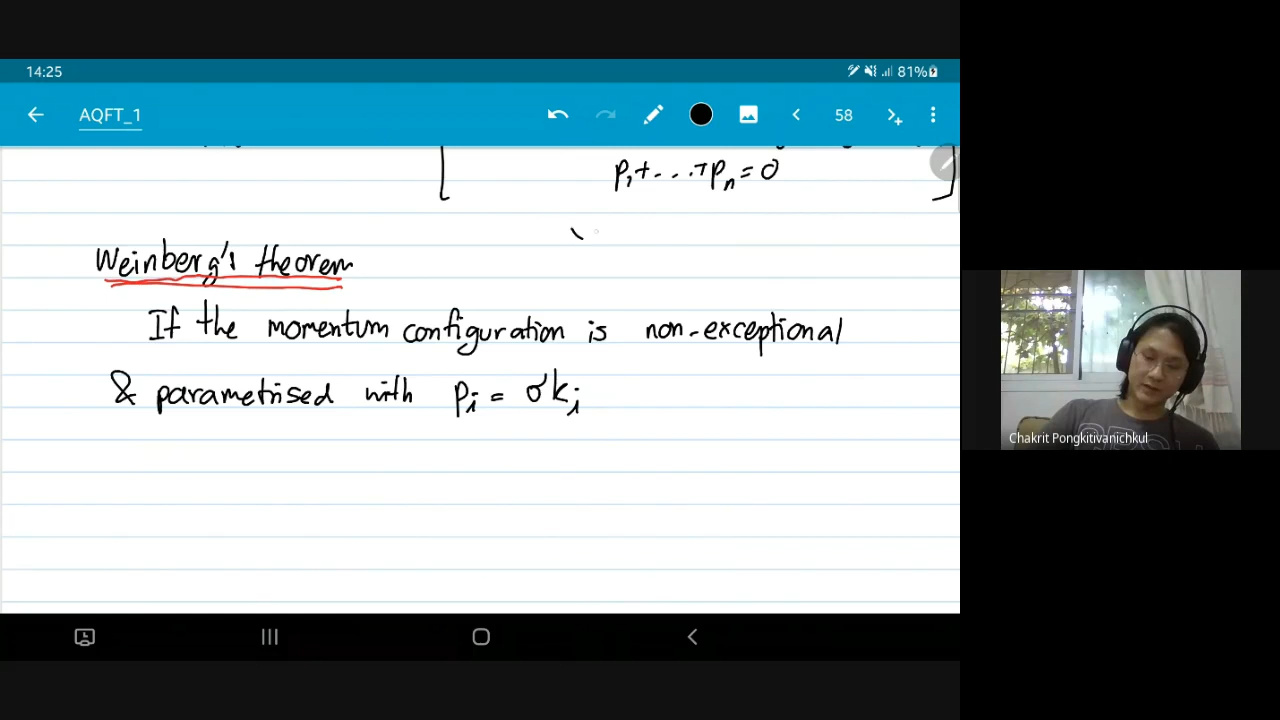 14:25
81%
AQFT_1
58
p₁+...+pₙ=0
Weinberg's theorem
If the momentum configuration is non-exceptional
& parametrised with pᵢ = σkᵢ
Chakrit Pongkitivanichkul